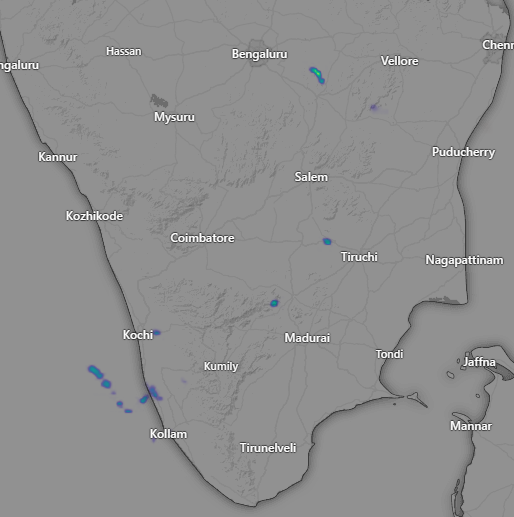 Hassan
Bengaluru
Chenn
ngaluru
Vellore
Mysuru
Kannur
Puducherry
Salem
Kozhikode
Coimbatore
Tiruchi
Nagapattinam
Kochi
Madurai
Tondi
Kumily
Jaffna
Kollam
Mannar
Tirunelveli